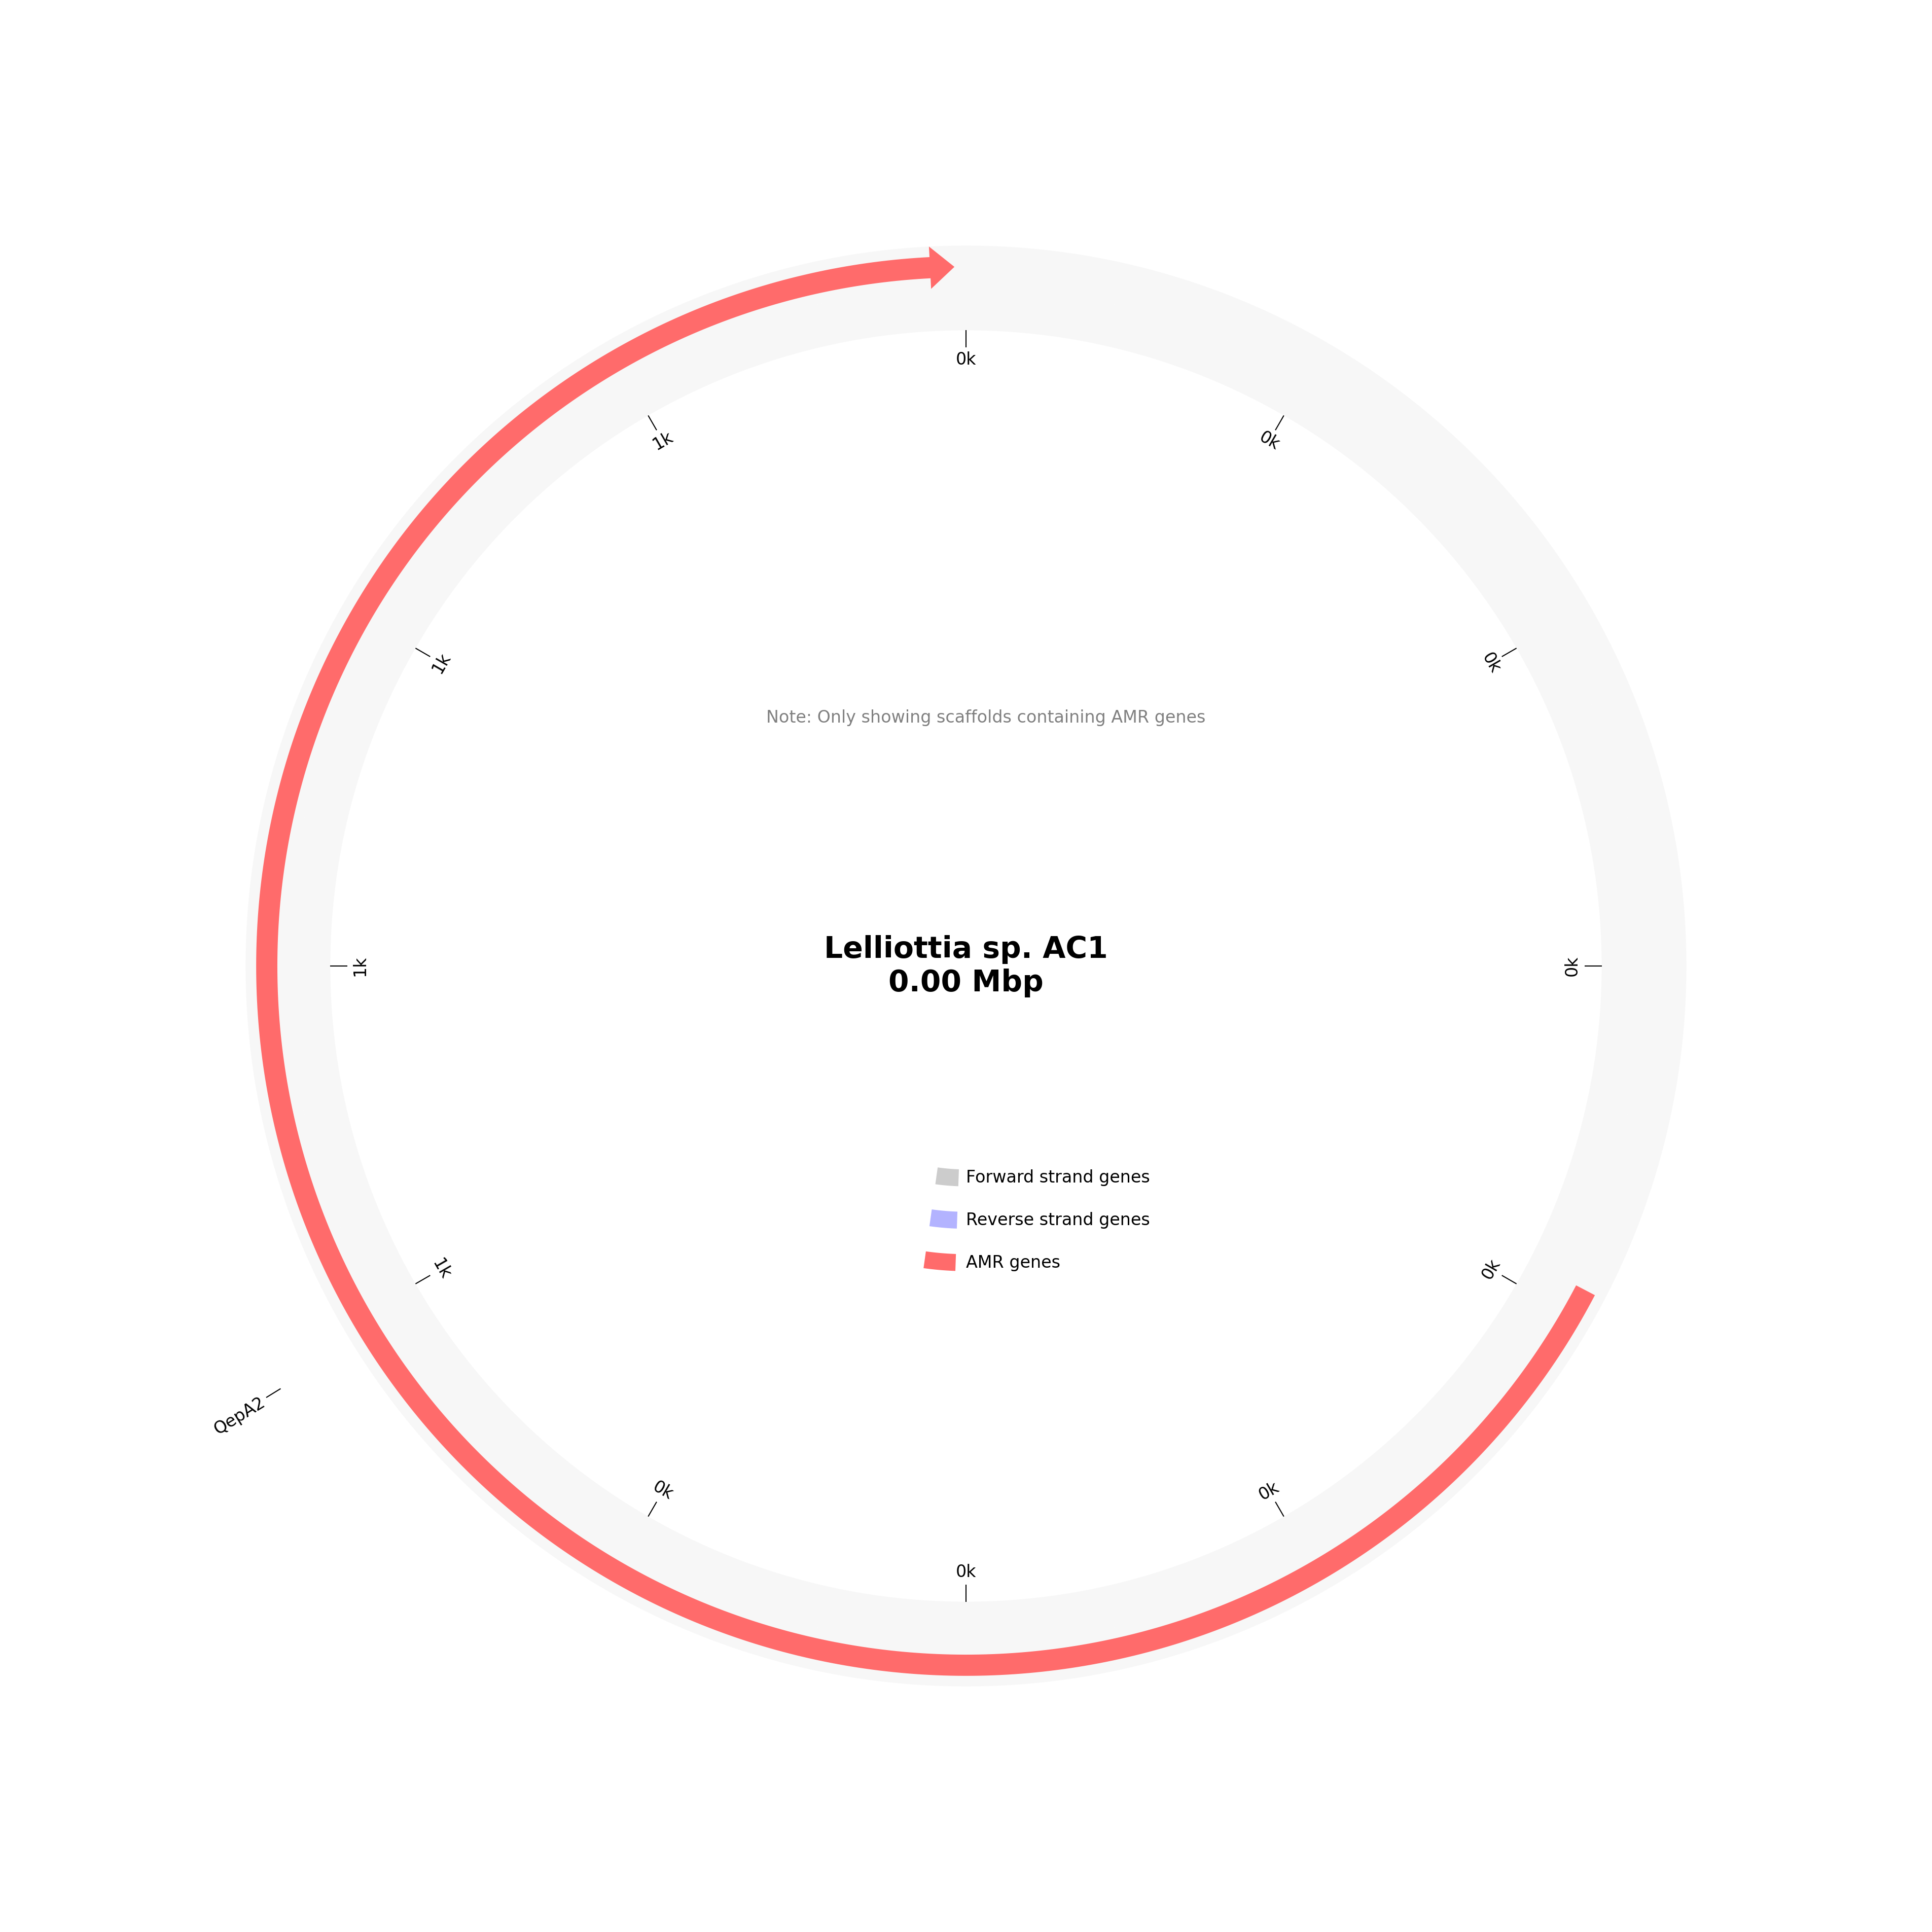 0k
0k
1k
0k
1k
Note: Only showing scaffolds containing AMR genes
Lelliottia sp. AC1
0.00 Mbp
1k
0k
Forward strand genes
Reverse strand genes
AMR genes
1k
0k
QepA2
0k
0k
0k